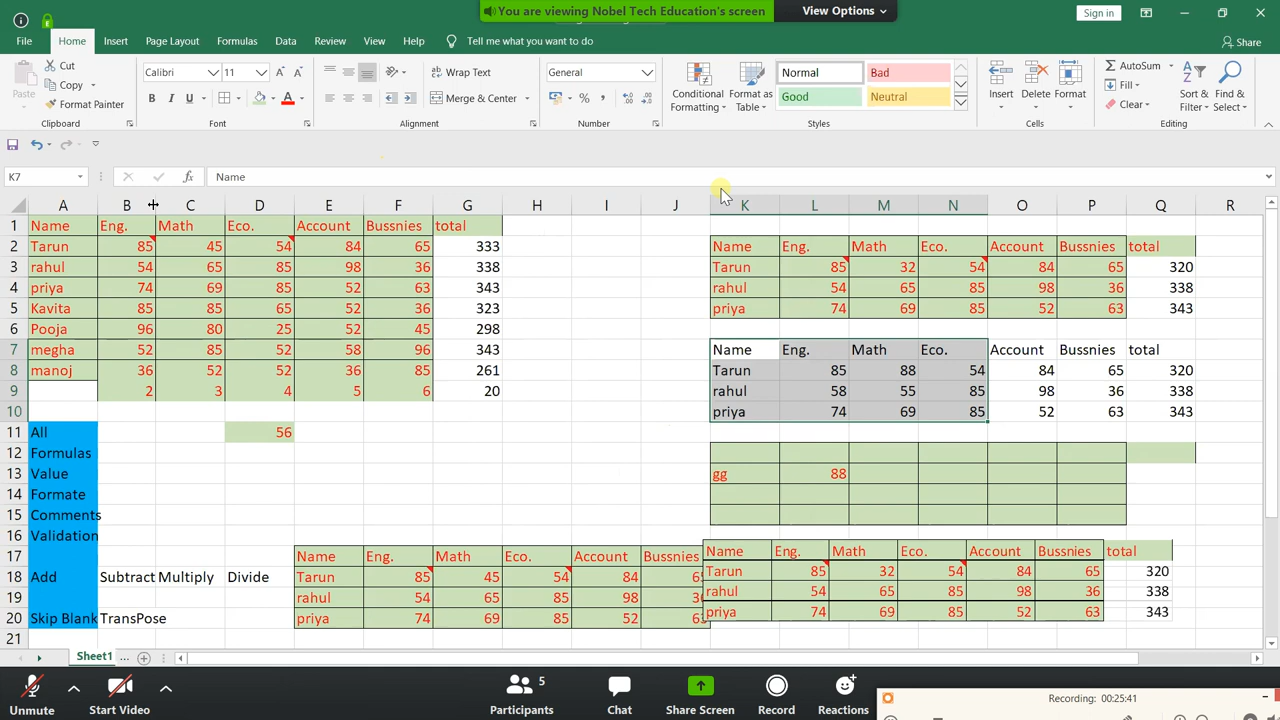 You are viewing Nobel Tech Education's screen
View Options
Sign in
File Home Insert Page Layout Formulas Data Review View Help Tell me what you want to do Share
Cut
Copy
Format Painter
Paste
Calibri 11
B I U A
Wrap Text
Merge & Center
General
% ,
Conditional Formatting
Format as Table
Normal Bad
Good Neutral
Insert Delete Format
AutoSum
Fill
Clear
Sort & Filter
Find & Select
Clipboard Font Alignment Number Styles Cells Editing
K7 fx Name
A B C D E F G H I J K L M N O P Q R
1 Name Eng. Math Eco. Account Bussnies total
2 Tarun 85 45 54 84 65 333 Name Eng. Math Eco. Account Bussnies total
3 rahul 54 65 85 98 36 338 Tarun 85 32 54 84 65 320
4 priya 74 69 85 52 63 343 rahul 54 65 85 98 36 338
5 Kavita 85 85 65 52 36 323 priya 74 69 85 52 63 343
6 Pooja 96 80 25 52 45 298
7 megha 52 85 52 58 96 343 Name Eng. Math Eco. Account Bussnies total
8 manoj 36 52 52 36 85 261 Tarun 85 88 54 84 65 320
9 2 3 4 5 6 20 rahul 58 55 85 98 36 338
10 priya 74 69 85 52 63 343
11 All 56
12 Formulas
13 Value gg 88
14 Formate
15 Comments
16 Validation
17 Name Eng. Math Eco. Account Bussnies Name Eng. Math Eco. Account Bussnies total
18 Add Subtract Multiply Divide Tarun 85 45 54 84 Tarun 85 32 54 84 65 320
19 rahul 54 65 85 98 rahul 54 65 85 98 36 338
20 Skip Blank TransPose priya 74 69 85 52 priya 74 69 85 52 63 343
21
Sheet1 ...
Unmute
Start Video
Participants 5
Chat
Share Screen
Record
Reactions
Recording: 00:25:41